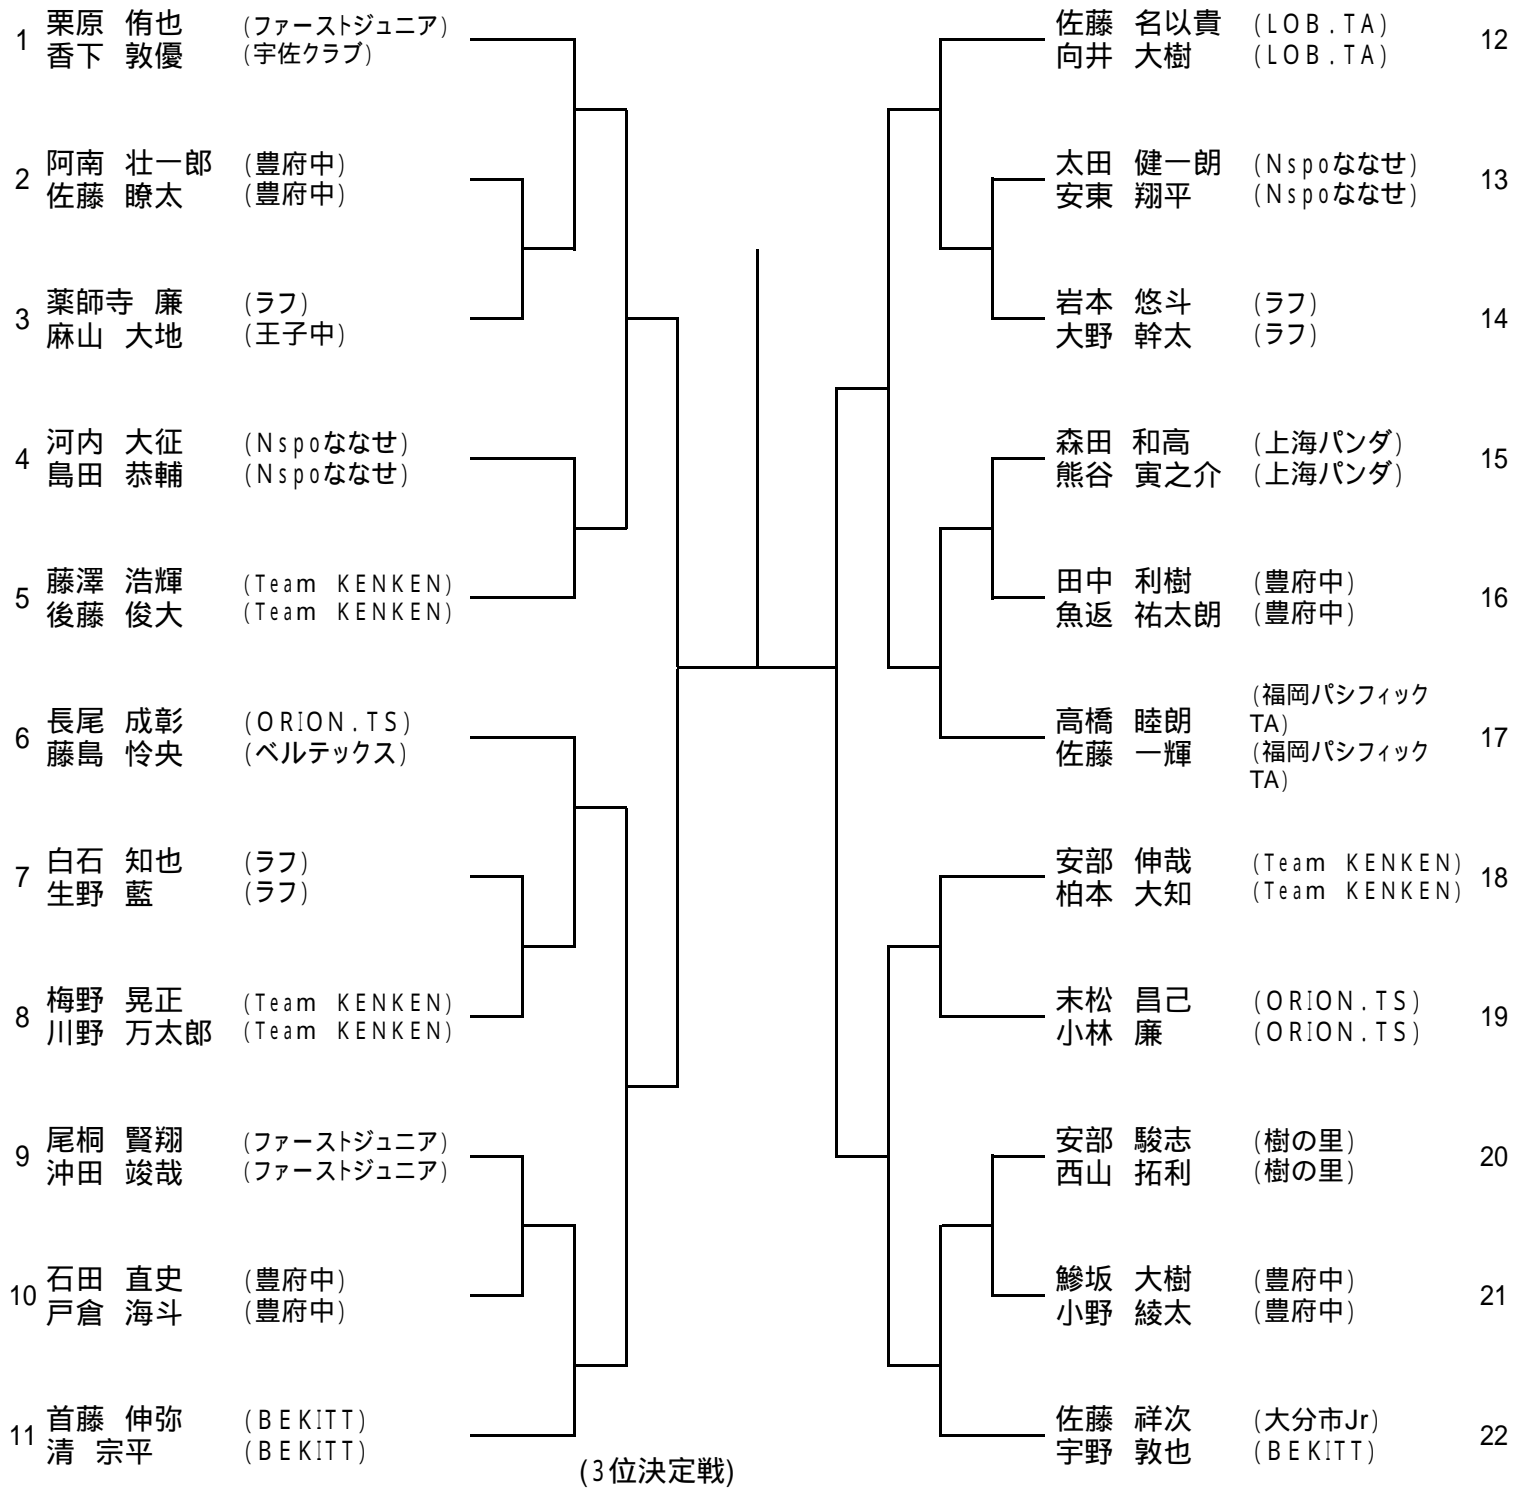 1 栗原 侑也 (ファーストジュニア)
香下 敦優 (宇佐クラブ)
2 阿南 壮一郎 (豊府中)
佐藤 瞭太 (豊府中)
3 薬師寺 廉 (ラフ)
麻山 大地 (王子中)
4 河内 大征 (Nspoななせ)
島田 恭輔 (Nspoななせ)
5 藤澤 浩輝 (Team KENKEN)
後藤 俊大 (Team KENKEN)
6 長尾 成彰 (ORION.TS)
藤島 怜央 (ベルテックス)
7 白石 知也 (ラフ)
生野 藍 (ラフ)
8 梅野 晃正 (Team KENKEN)
川野 万太郎 (Team KENKEN)
9 尾桐 賢翔 (ファーストジュニア)
沖田 竣哉 (ファーストジュニア)
10 石田 直史 (豊府中)
戸倉 海斗 (豊府中)
11 首藤 伸弥 (BEKITT)
清 宗平 (BEKITT)
(3位決定戦)
佐藤 名以貴 (LOB.TA) 12
向井 大樹 (LOB.TA)
太田 健一朗 (Nspoななせ) 13
安東 翔平 (Nspoななせ)
岩本 悠斗 (ラフ) 14
大野 幹太 (ラフ)
森田 和高 (上海パンダ) 15
熊谷 寅之介 (上海パンダ)
田中 利樹 (豊府中) 16
魚返 祐太朗 (豊府中)
高橋 睦朗 (福岡パシフィック
TA) 17
佐藤 一輝 (福岡パシフィック
TA)
安部 伸哉 (Team KENKEN) 18
柏本 大知 (Team KENKEN)
末松 昌己 (ORION.TS) 19
小林 廉 (ORION.TS)
安部 駿志 (樹の里) 20
西山 拓利 (樹の里)
鰺坂 大樹 (豊府中) 21
小野 綾太 (豊府中)
佐藤 祥次 (大分市Jr) 22
宇野 敦也 (BEKITT)